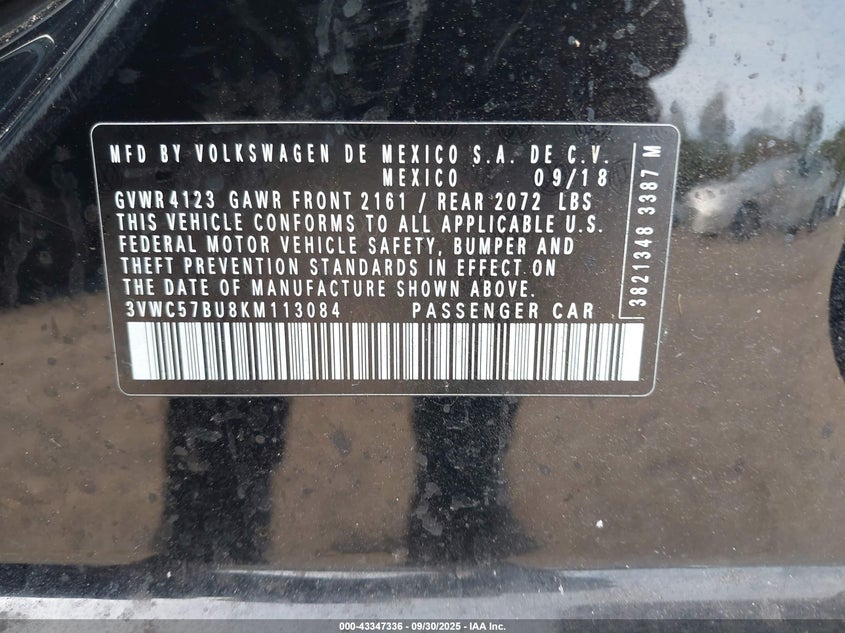 MFD BY VOLKSWAGEN DE MEXICO S.A. DE C.V.
MEXICO 09/18
GVWR 4123 GAWR FRONT 2161 / REAR 2072 LBS
THIS VEHICLE CONFORMS TO ALL APPLICABLE U.S.
FEDERAL MOTOR VEHICLE SAFETY, BUMPER AND
THEFT PREVENTION STANDARDS IN EFFECT ON
THE DATE OF MANUFACTURE SHOWN ABOVE.
3VWC57BU8KM113084 PASSENGER CAR
3821348 3387 M
000-43347336 | 09/30/2025 - IAA Inc.